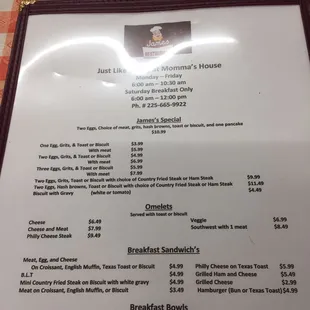 James
Just Like Momma's House
Monday – Friday
6:00 am – 10:30 am
Saturday Breakfast Only
6:00 am – 12:00 pm
Ph. # 225-665-9922
James's Special
Two Eggs, Choice of meat, grits, hash browns, toast or biscuit, and one pancake
$10.99
One Egg, Grits, & Toast or Biscuit $3.99
With meat $5.99
Two Eggs, Grits, & Toast or Biscuit $4.99
With meat $6.99
Three Eggs, Grits, & Toast or Biscuit $5.99
With meat $7.99
Two Eggs, Grits, Toast or Biscuit with choice of Country Fried Steak or Ham Steak $9.99
Two Eggs, Hash browns, Toast or Biscuit with choice of Country Fried Steak or Ham Steak $11.49
Biscuit with Gravy (white or tomato) $4.49
Omelets
Served with toast or biscuit
Cheese $6.49
Cheese and Meat $7.99
Philly Cheese Steak $9.49
Veggie $6.99
Southwest with 1 meat $8.49
Breakfast Sandwich's
Meat, Egg, and Cheese
On Croissant, English Muffin, Texas Toast or Biscuit $4.99
B.L.T $4.99
Mini Country Fried Steak on Biscuit with white gravy $4.99
Meat on Croissant, English Muffin, or Biscuit $3.99
Philly Cheese on Texas Toast $5.99
Grilled Ham and Cheese $5.49
Grilled Cheese $2.99
Hamburger (Bun or Texas Toast) $4.99
Breakfast Bowls